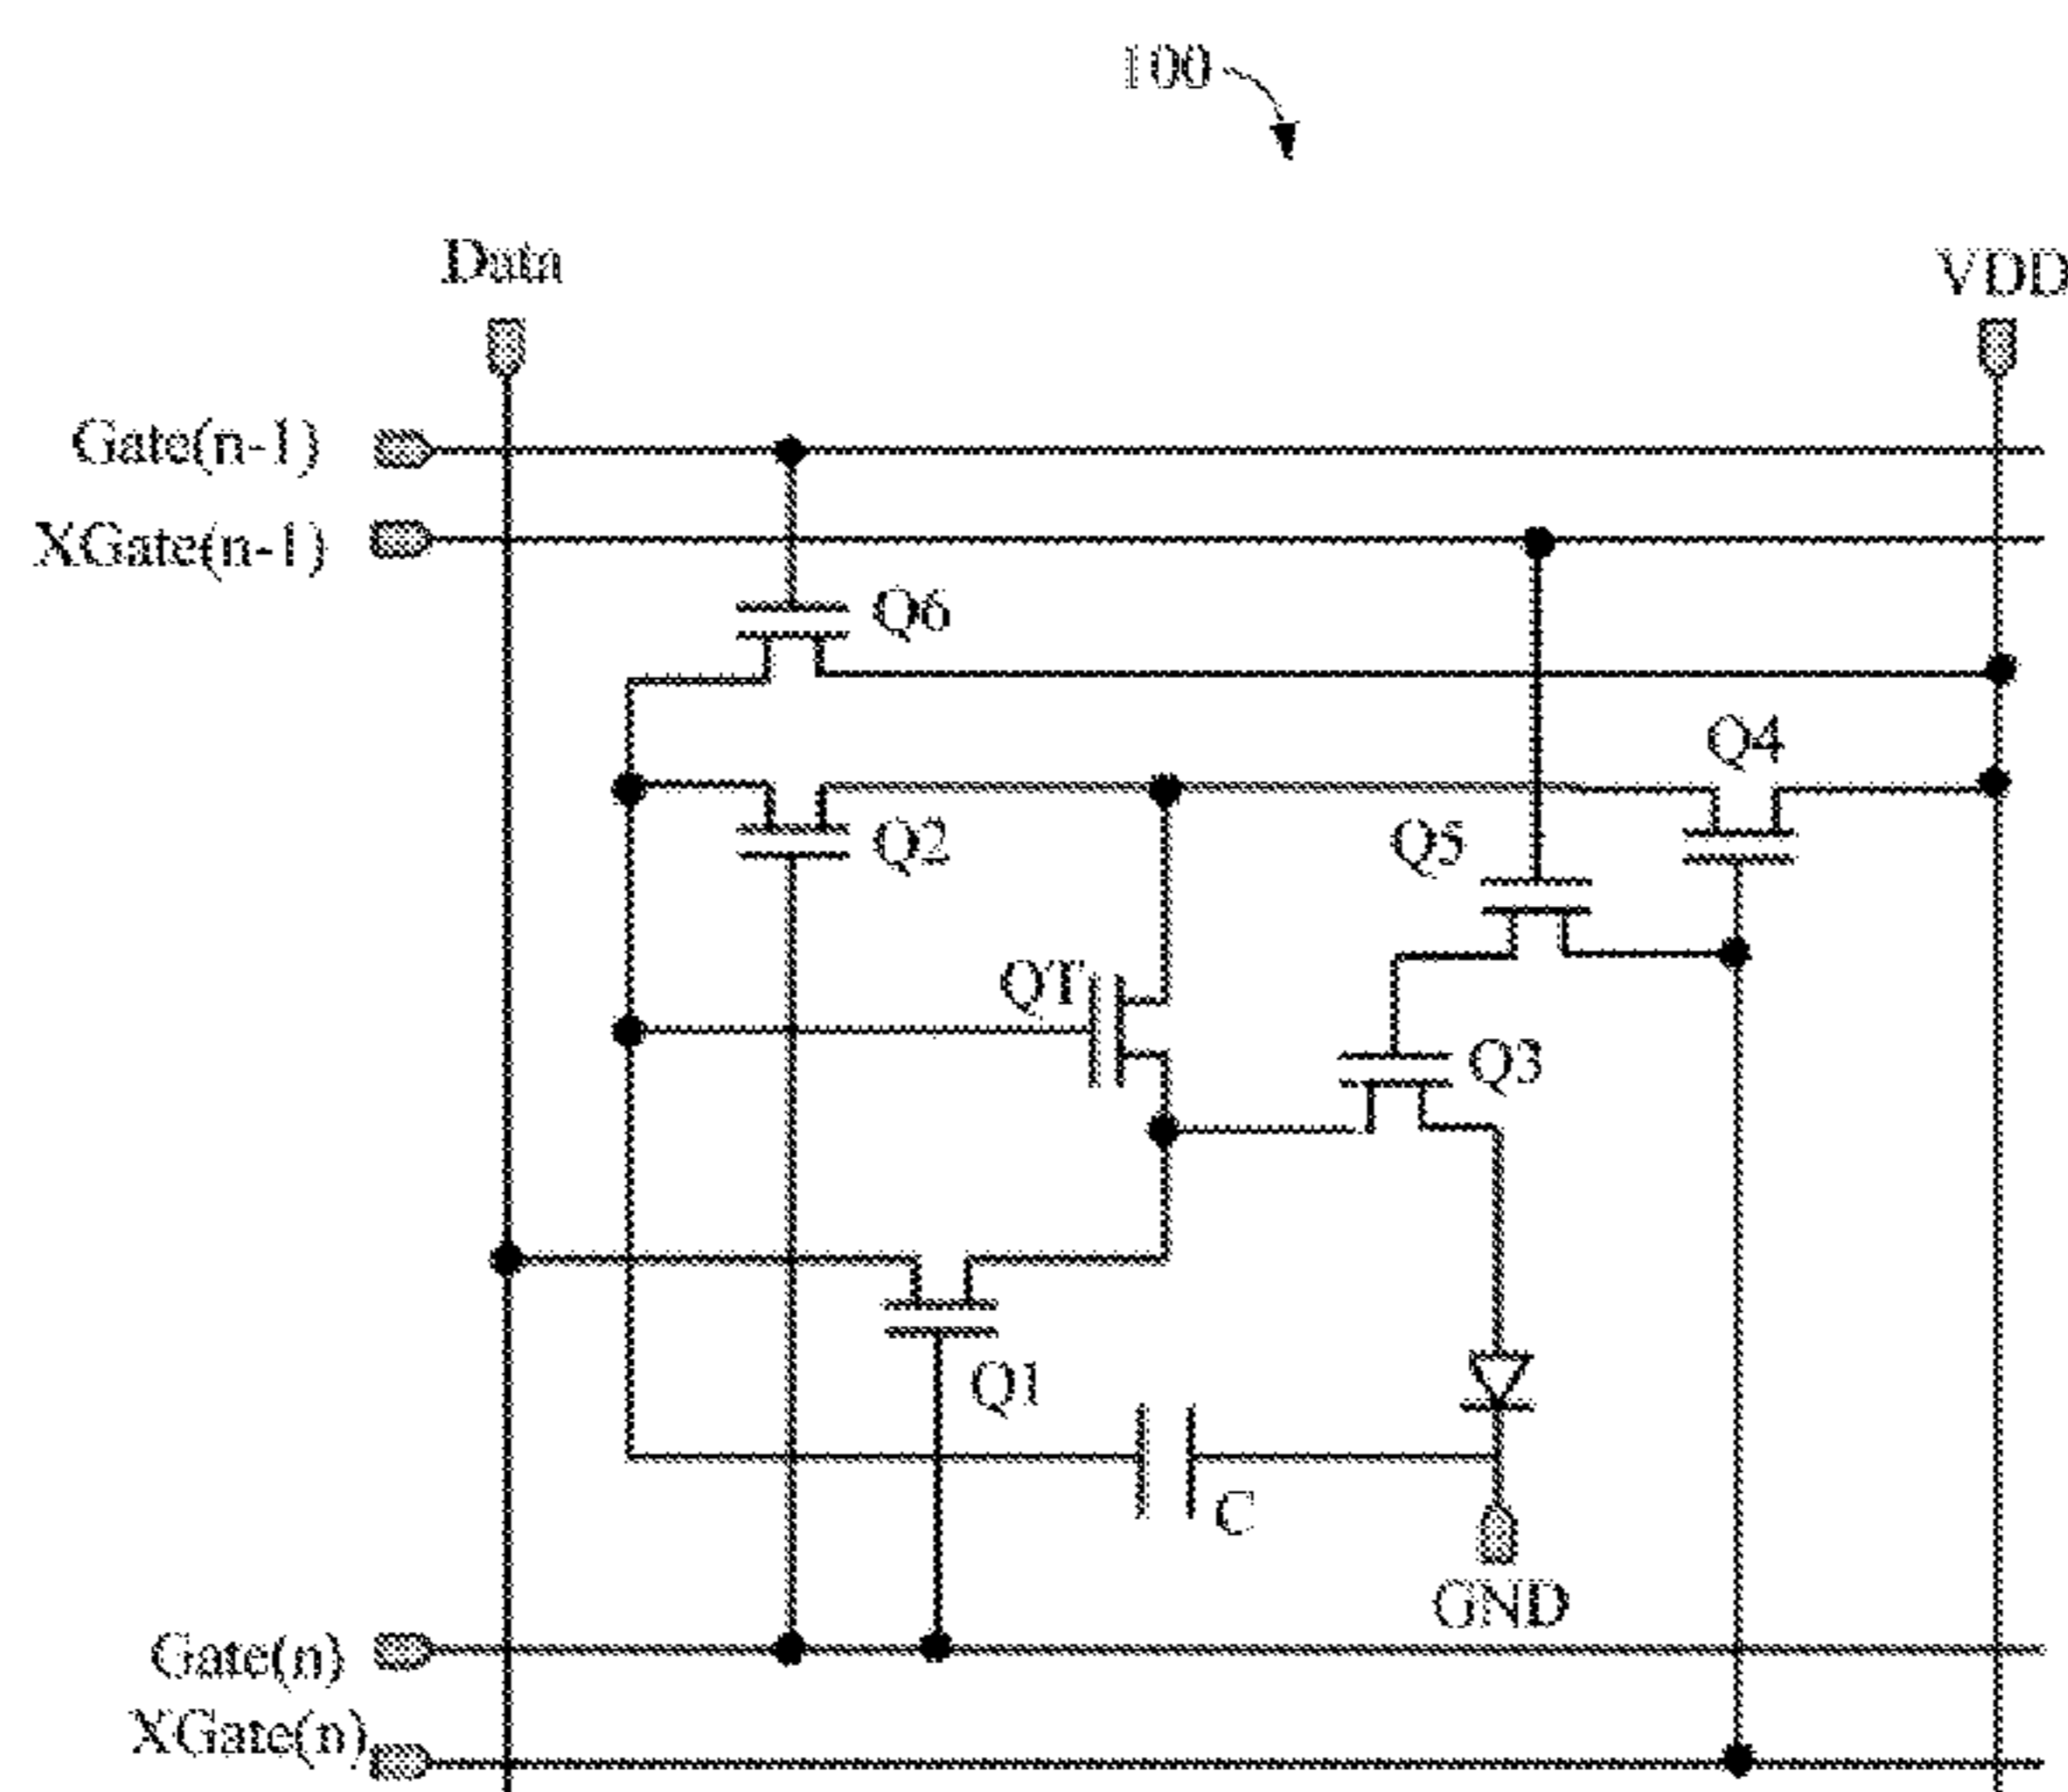 100
Data
VDD
Gate(n-1)
XGate(n-1)
Q6
Q4
Q2
Q5
QT
Q3
Q1
C
GND
Gate(n)
XGate(n)